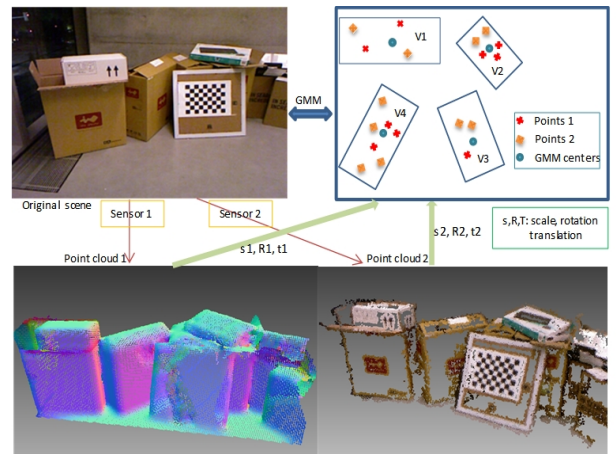 V1
V2
V4
V3
Points 1
Points 2
GMM centers
GMM
Original scene
Sensor 1
Sensor 2
s,R,T: scale, rotation
translation
s1, R1, t1
s2, R2, t2
Point cloud 1
Point cloud 2